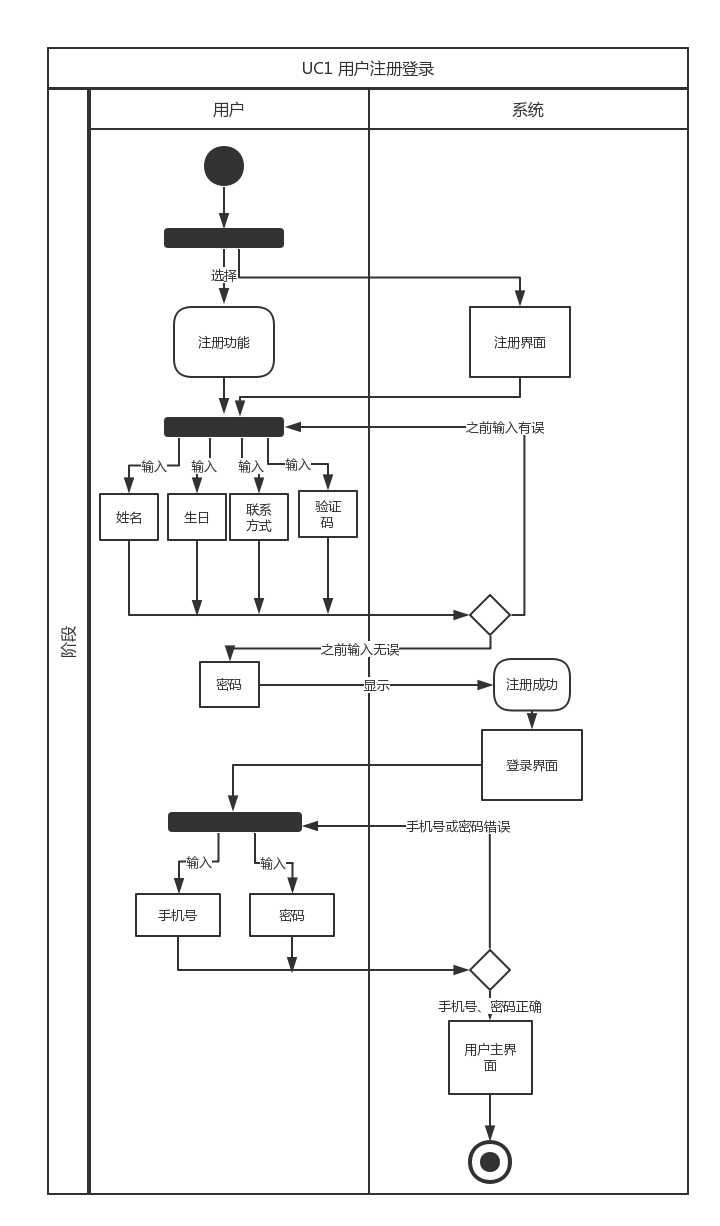 UC1 用户注册登录
用户
系统
阶段
选择
注册功能
注册界面
之前输入有误
输入
输入
输入
输入
姓名
生日
联系
方式
验证
码
之前输入无误
密码
显示
注册成功
登录界面
手机号或密码错误
输入
输入
手机号
密码
手机号、密码正确
用户主界
面